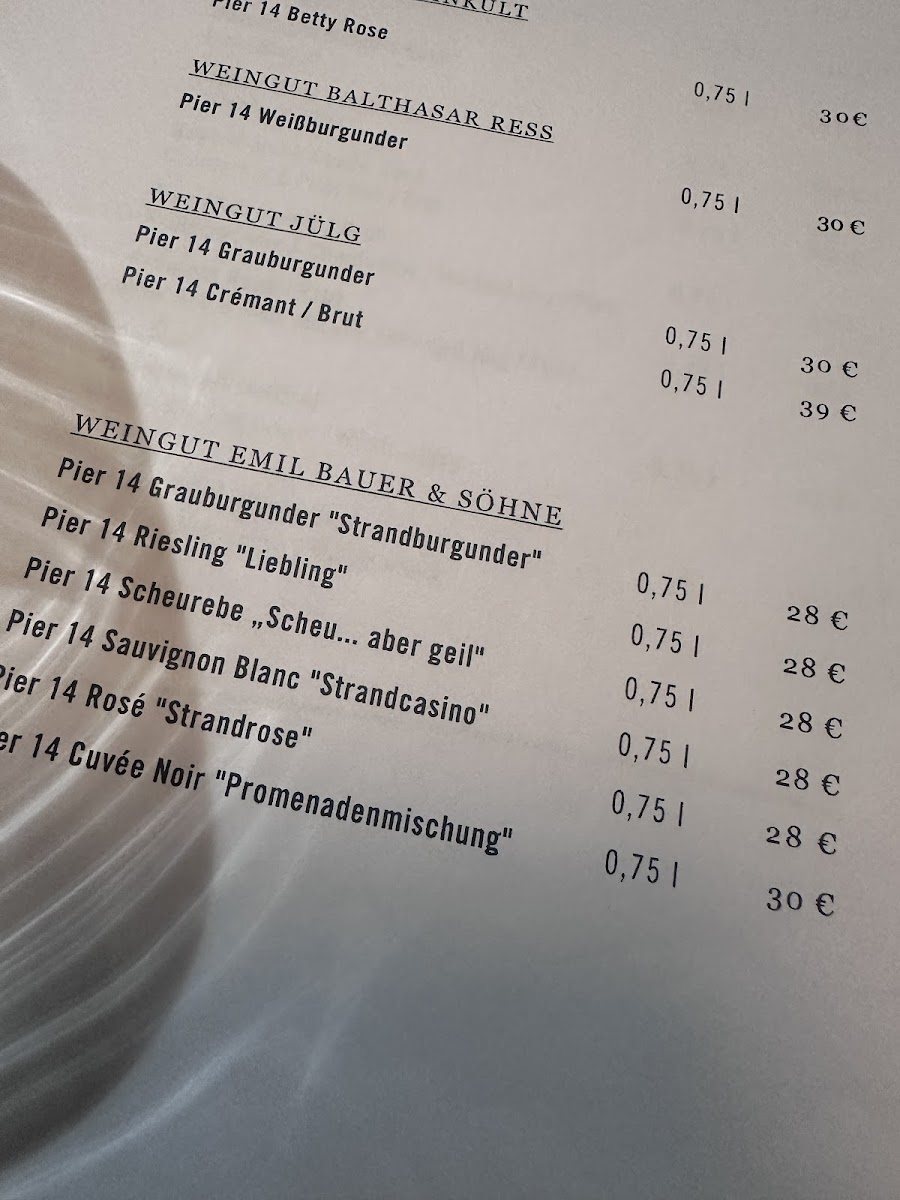 Pier 14 Betty Rose 0,75 l 30€
WEINGUT BALTHASAR RESS
Pier 14 Weißburgunder 0,75 l 30 €
WEINGUT JÜLG
Pier 14 Grauburgunder 0,75 l 30 €
Pier 14 Crémant / Brut 0,75 l 39 €
WEINGUT EMIL BAUER & SÖHNE
Pier 14 Grauburgunder "Strandburgunder" 0,75 l 28 €
Pier 14 Riesling "Liebling" 0,75 l 28 €
Pier 14 Scheurebe „Scheu... aber geil" 0,75 l 28 €
Pier 14 Sauvignon Blanc "Strandcasino" 0,75 l 28 €
Pier 14 Rosé "Strandrose" 0,75 l 28 €
er 14 Cuvée Noir "Promenadenmischung" 0,75 l 30 €